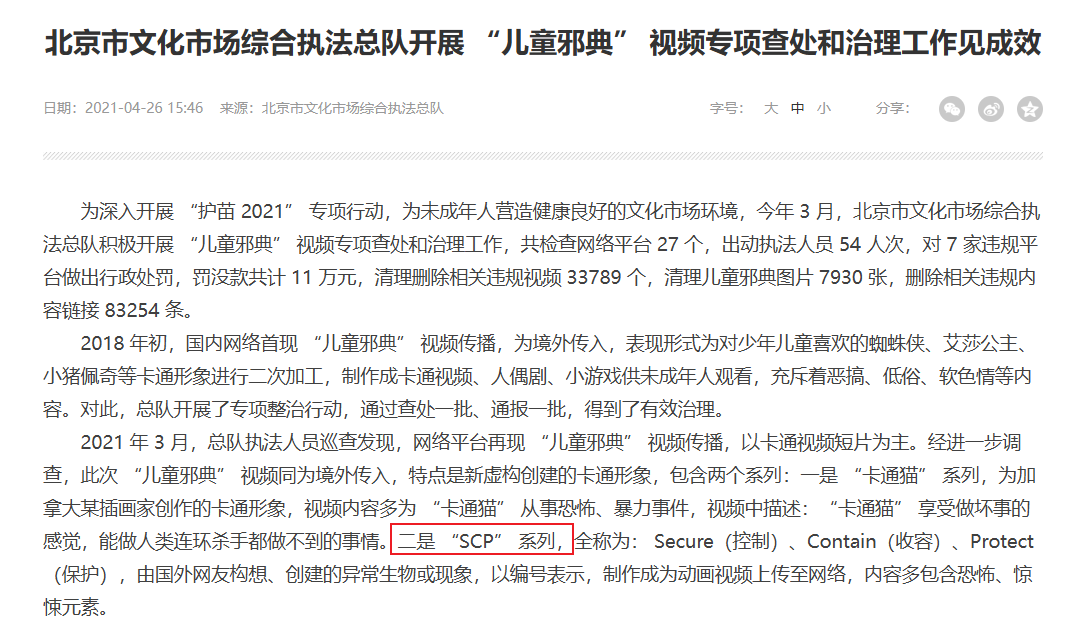 北京市文化市场综合执法总队开展 “儿童邪典” 视频专项查处和治理工作见成效
日期：2021-04-26 15:46 来源：北京市文化市场综合执法总队 字号： 大 中 小 分享：
为深入开展 “护苗 2021” 专项行动，为未成年人营造健康良好的文化市场环境，今年 3 月，北京市文化市场综合执
法总队积极开展 “儿童邪典” 视频专项查处和治理工作，共检查网络平台 27 个，出动执法人员 54 人次，对 7 家违规平
台做出行政处罚，罚没款共计 11 万元，清理删除相关违规视频 33789 个，清理儿童邪典图片 7930 张，删除相关违规内
容链接 83254 条。
2018 年初，国内网络首现 “儿童邪典” 视频传播，为境外传入，表现形式为对少年儿童喜欢的蜘蛛侠、艾莎公主、
小猪佩奇等卡通形象进行二次加工，制作成卡通视频、人偶剧、小游戏供未成年人观看，充斥着恶搞、低俗、软色情等内
容。对此，总队开展了专项整治行动，通过查处一批、通报一批，得到了有效治理。
2021 年 3 月，总队执法人员巡查发现，网络平台再现 “儿童邪典” 视频传播，以卡通视频短片为主。经进一步调
查，此次 “儿童邪典” 视频同为境外传入，特点是新虚构创建的卡通形象，包含两个系列：一是 “卡通猫” 系列，为加
拿大某插画家创作的卡通形象，视频内容多为 “卡通猫” 从事恐怖、暴力事件，视频中描述： “卡通猫” 享受做坏事的
感觉，能做人类连环杀手都做不到的事情。二是 “SCP” 系列，全称为： Secure（控制）、Contain（收容）、Protect
（保护），由国外网友构想、创建的异常生物或现象，以编号表示，制作成为动画视频上传至网络，内容多包含恐怖、惊
悚元素。